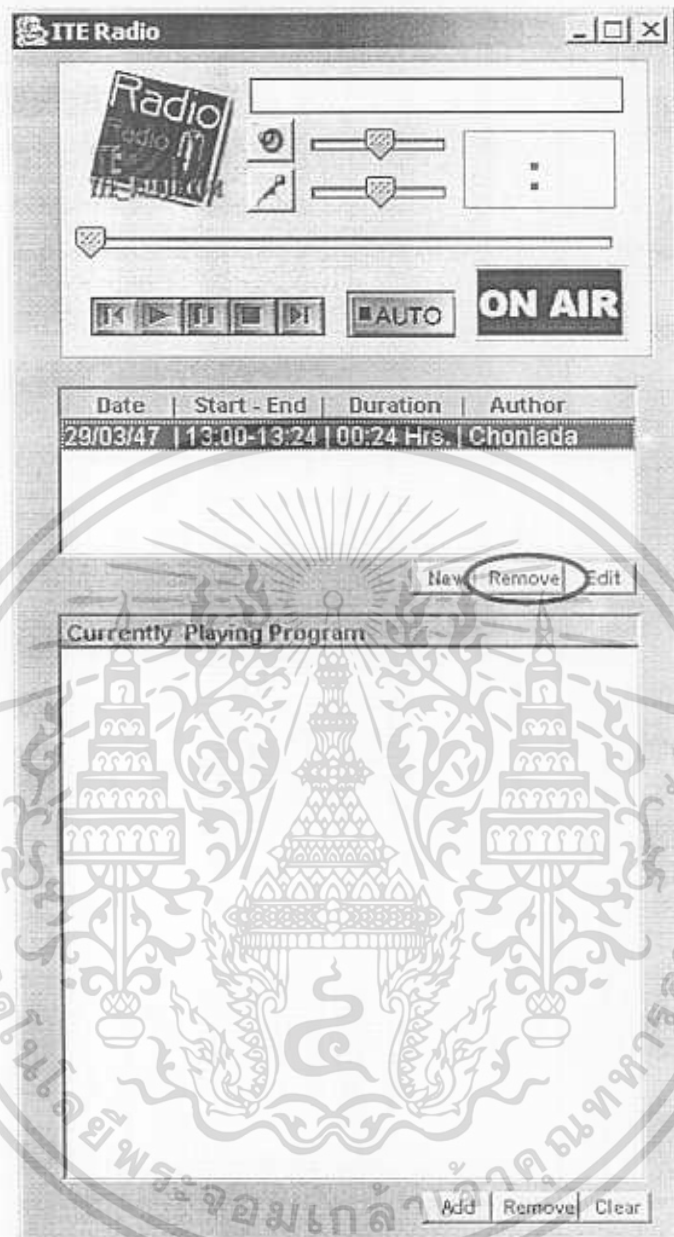 ITE Radio
Radio
Radio
:
AUTO
ON AIR
Date | Start - End | Duration | Author
29/03/47 | 13:00-13:24 | 00:24 Hrs. | Chonlada
New Remove Edit
Currently Playing Program
Add Remove Clear